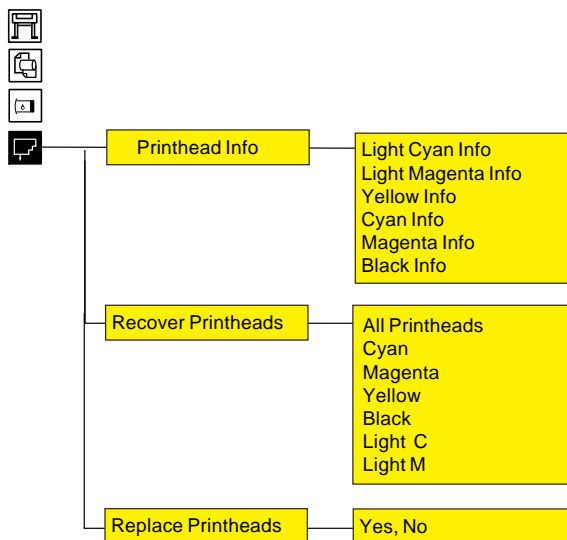 Printhead Info
Light Cyan Info
Light Magenta Info
Yellow Info
Cyan Info
Magenta Info
Black Info
Recover Printheads
All Printheads
Cyan
Magenta
Yellow
Black
Light C
Light M
Replace Printheads
Yes, No